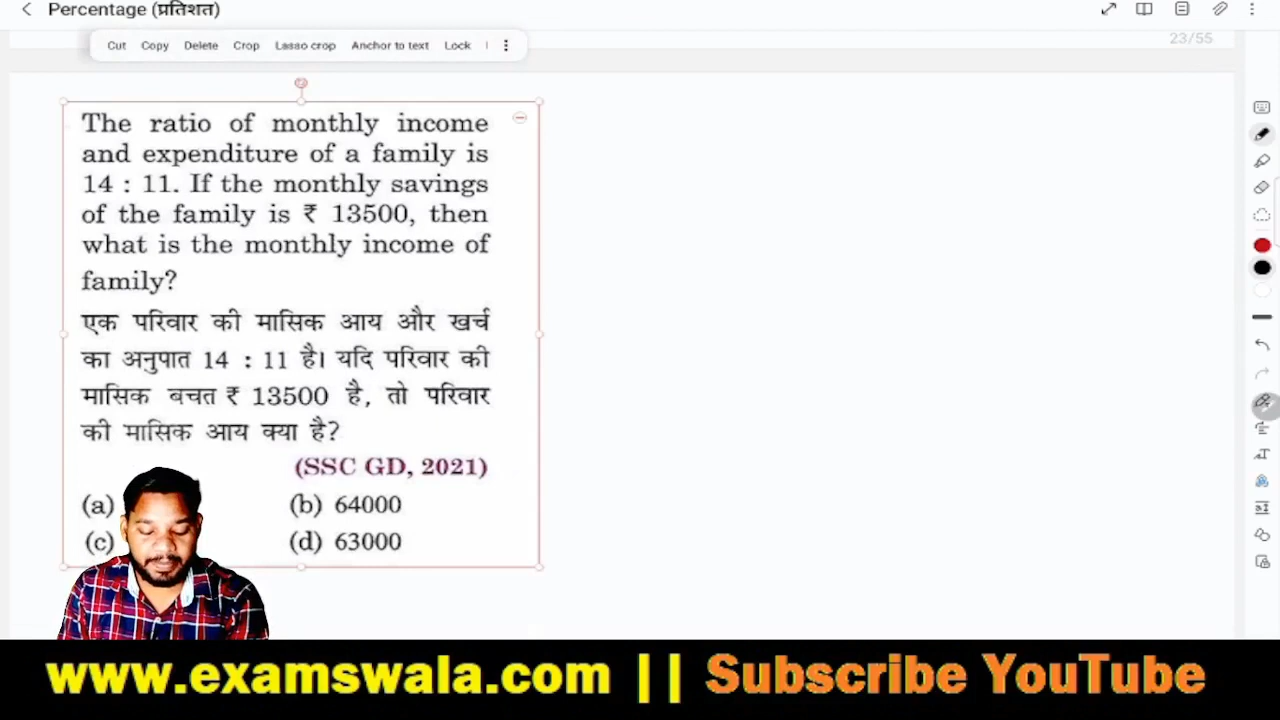 Percentage (प्रतिशत)
Cut Copy Delete Crop Lasso crop Anchor to text Lock
23/55
The ratio of monthly income
and expenditure of a family is
14 : 11. If the monthly savings
of the family is ₹ 13500, then
what is the monthly income of
family?
एक परिवार की मासिक आय और खर्च
का अनुपात 14 : 11 है। यदि परिवार की
मासिक बचत ₹ 13500 है, तो परिवार
की मासिक आय क्या है?
(SSC GD, 2021)
(a) (b) 64000
(c) (d) 63000
www.examswala.com || Subscribe YouTube